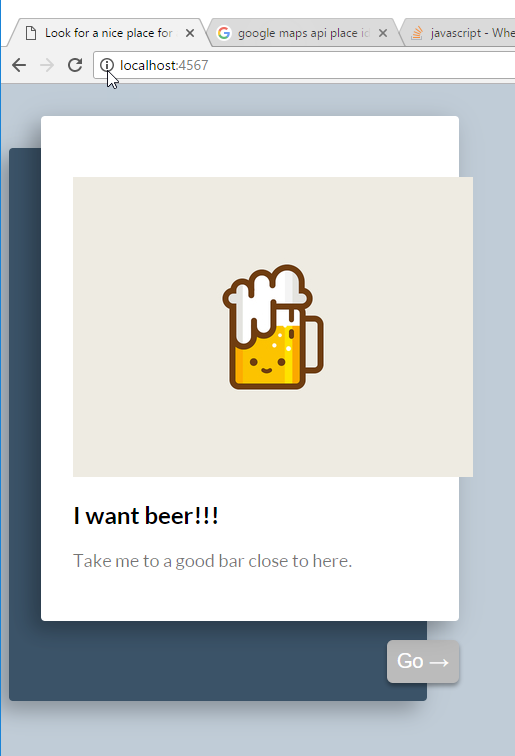 Look for a nice place for
google maps api place id
javascript - Whe
localhost:4567
I want beer!!!
Take me to a good bar close to here.
Go →